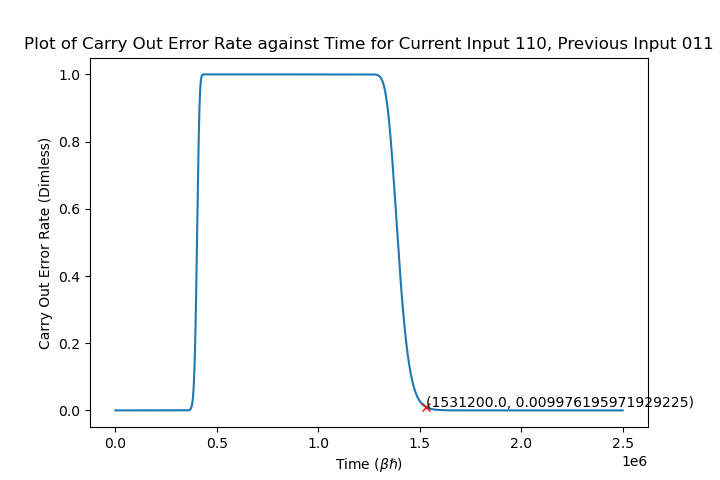 Plot of Carry Out Error Rate against Time for Current Input 110, Previous Input 011
Carry Out Error Rate (Dimless)
1.0
0.8
0.6
0.4
0.2
0.0
(1531200.0, 0.009976195971929225)
0.0 0.5 1.0 1.5 2.0 2.5
1e6
Time (βℏ)